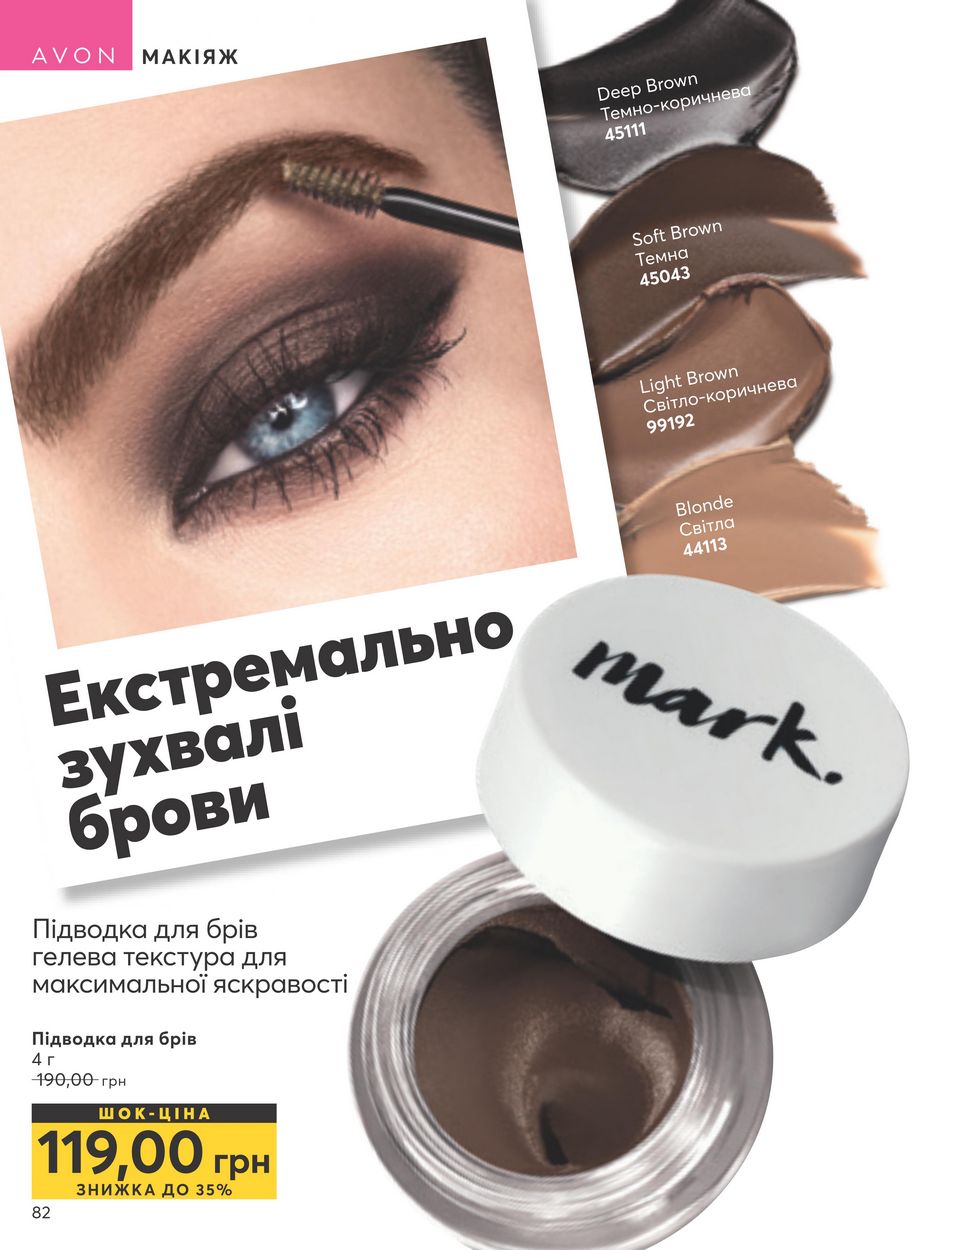 AVON МАКІЯЖ
Deep Brown
Темно-коричнева
45111
Soft Brown
Темна
45043
Light Brown
Світло-коричнева
99192
Blonde
Світла
44113
Екстремально
зухвалі
брови
mark.
Підводка для брів
гелева текстура для
максимальної яскравості
Підводка для брів
4 г
190,00 грн
ШОК-ЦІНА
119,00 грн
ЗНИЖКА ДО 35%
82